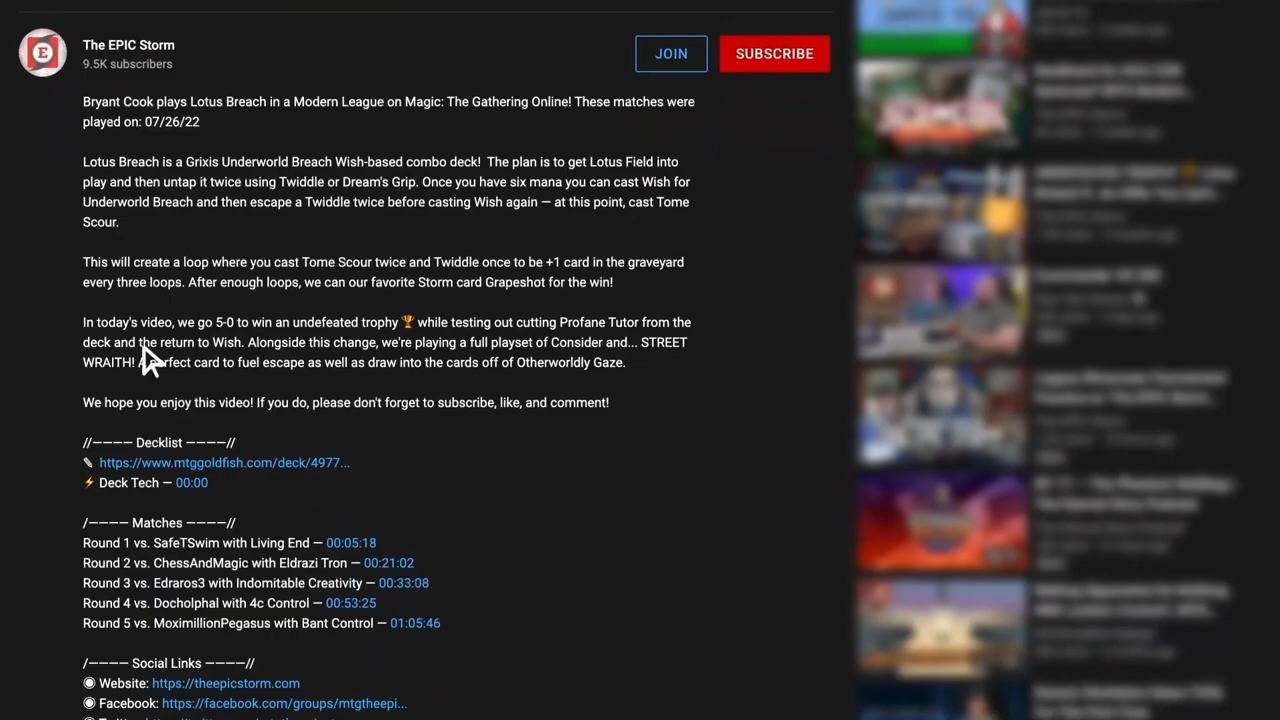 The EPIC Storm
9.5K subscribers
JOIN
SUBSCRIBE
Bryant Cook plays Lotus Breach in a Modern League on Magic: The Gathering Online! These matches were
played on: 07/26/22
Lotus Breach is a Grixis Underworld Breach Wish-based combo deck!  The plan is to get Lotus Field into
play and then untap it twice using Twiddle or Dream's Grip. Once you have six mana you can cast Wish for
Underworld Breach and then escape a Twiddle twice before casting Wish again — at this point, cast Tome
Scour.
This will create a loop where you cast Tome Scour twice and Twiddle once to be +1 card in the graveyard
every three loops. After enough loops, we can our favorite Storm card Grapeshot for the win!
In today's video, we go 5-0 to win an undefeated trophy 🏆 while testing out cutting Profane Tutor from the
deck and the return to Wish. Alongside this change, we're playing a full playset of Consider and... STREET
WRAITH! A perfect card to fuel escape as well as draw into the cards off of Otherworldly Gaze.
We hope you enjoy this video! If you do, please don't forget to subscribe, like, and comment!
//———— Decklist ————//
✎ https://www.mtggoldfish.com/deck/4977...
⚡ Deck Tech — 00:00
/———— Matches ————//
Round 1 vs. SafeTSwim with Living End — 00:05:18
Round 2 vs. ChessAndMagic with Eldrazi Tron — 00:21:02
Round 3 vs. Edraros3 with Indomitable Creativity — 00:33:08
Round 4 vs. Docholphal with 4c Control — 00:53:25
Round 5 vs. MoximillionPegasus with Bant Control — 01:05:46
/———— Social Links ————//
◉ Website: https://theepicstorm.com
◉ Facebook: https://facebook.com/groups/mtgtheepi...